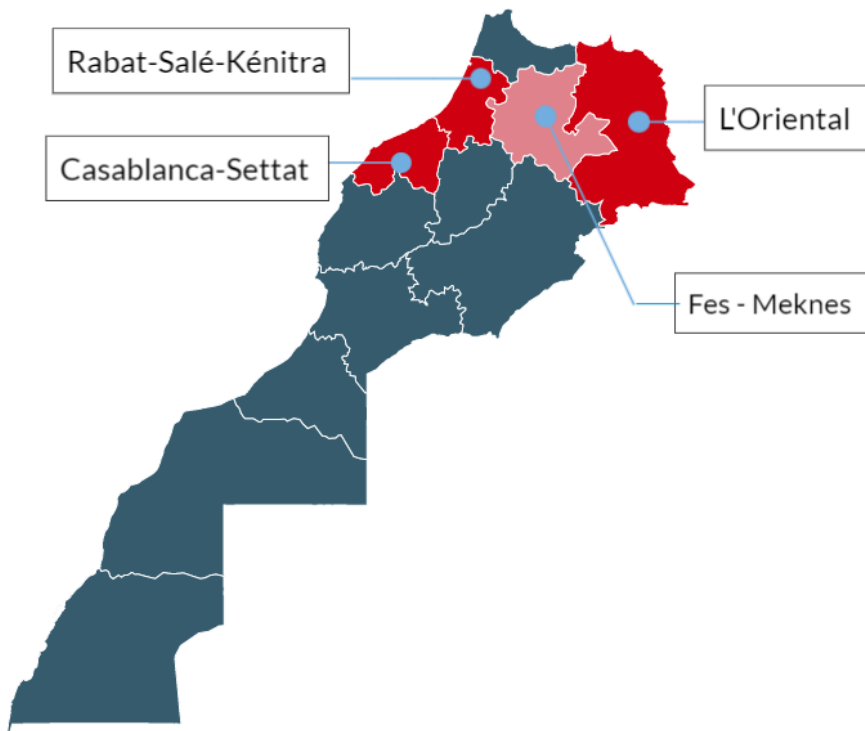 Rabat-Salé-Kénitra
L'Oriental
Casablanca-Settat
Fes - Meknes